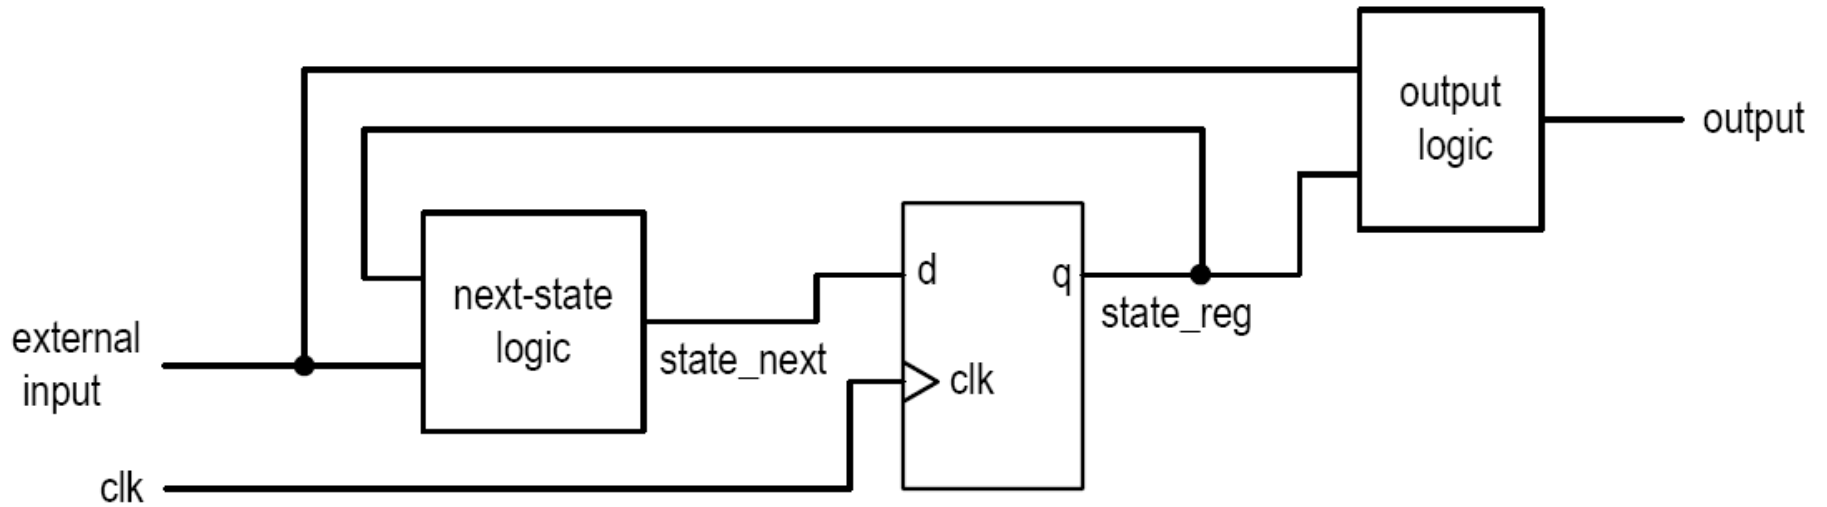 output
logic
output
next-state
logic
d
q
state_reg
external
input
state_next
clk
clk